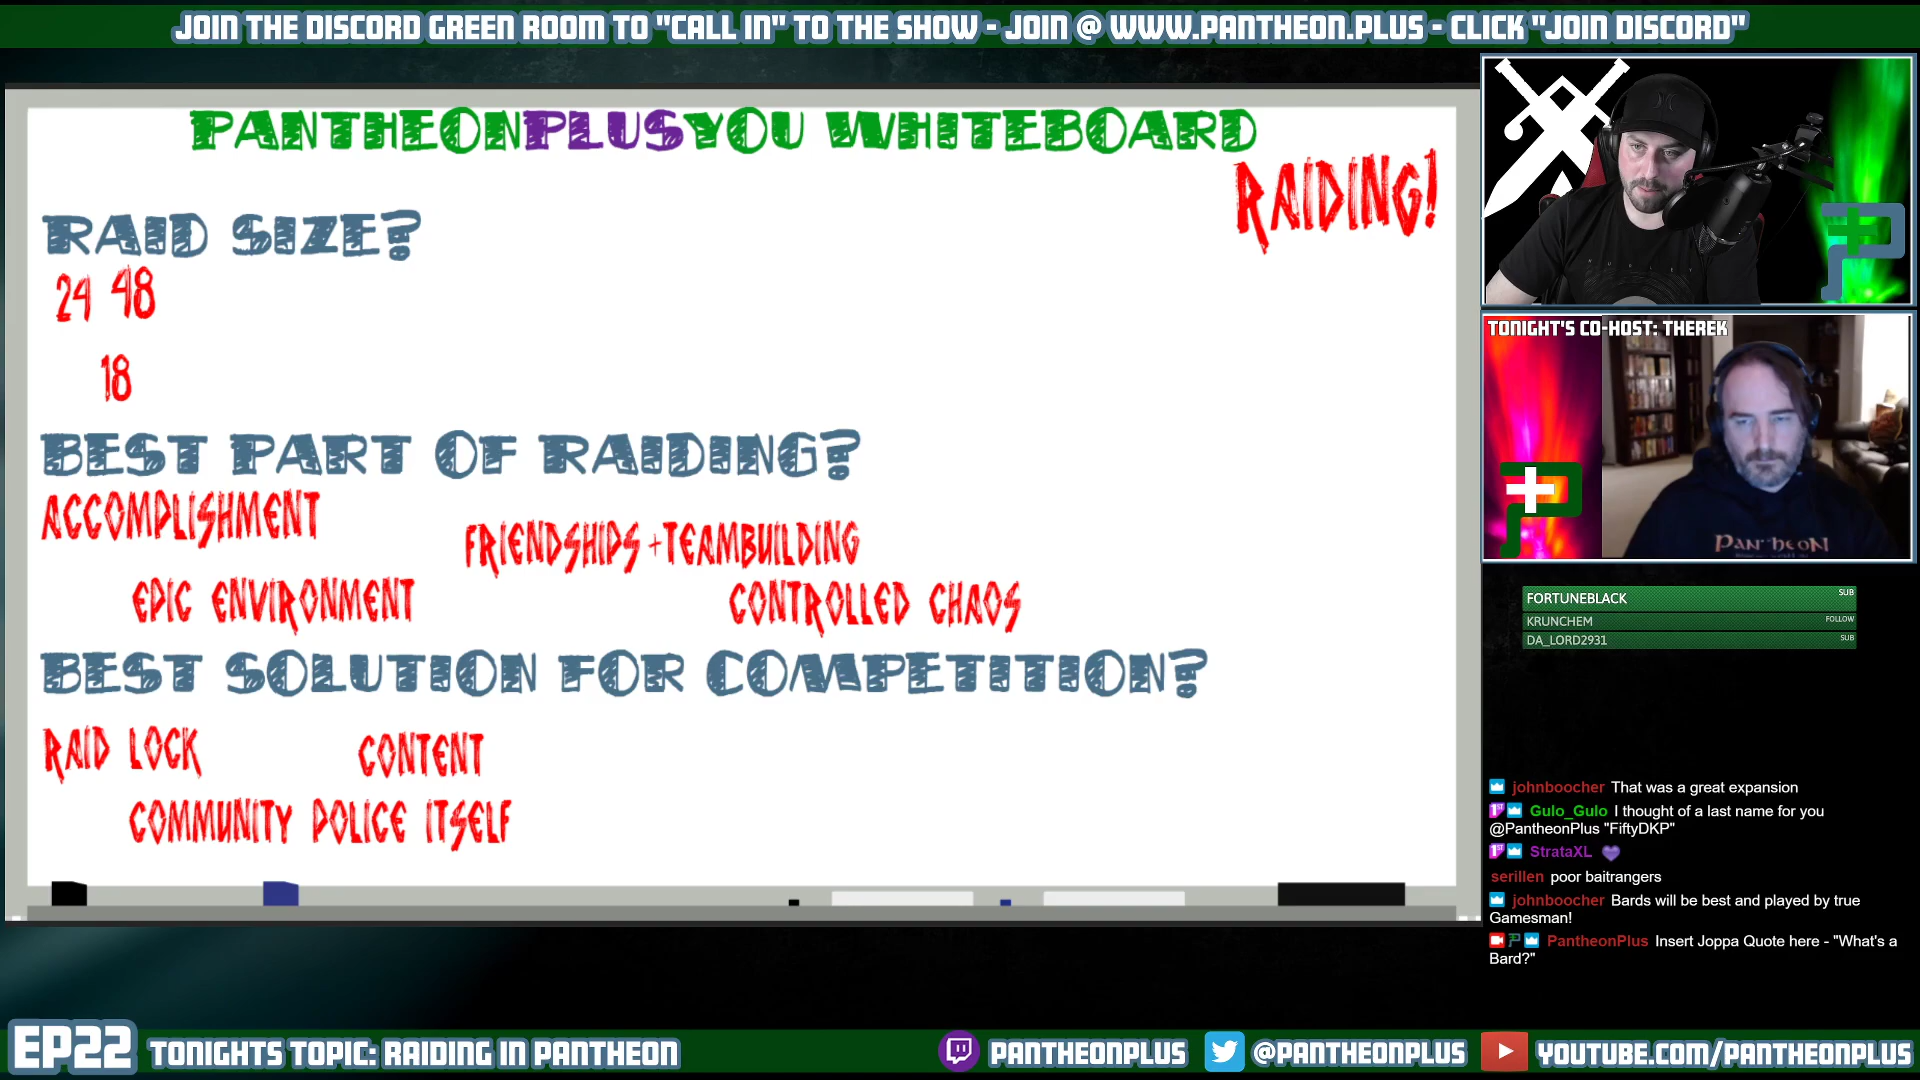 JOIN THE DISCORD GREEN ROOM TO "CALL IN" TO THE SHOW - JOIN @ WWW.PANTHEON.PLUS - CLICK "JOIN DISCORD"
PANTHEONPLUSYOU WHITEBOARD
RAIDING!
RAID SIZE?
24 48
18
BEST PART OF RAIDING?
ACCOMPLISHMENT
FRIENDSHIPS+TEAMBUILDING
EPIC ENVIRONMENT
CONTROLLED CHAOS
BEST SOLUTION FOR COMPETITION?
RAID LOCK
CONTENT
COMMUNITY POLICE ITSELF
TONIGHT'S CO-HOST: THEREK
PANTHEON
FORTUNEBLACK SUB
KRUNCHEM FOLLOW
DA_LORD2931 SUB
johnboocher That was a great expansion
Gulo_Gulo I thought of a last name for you
@PantheonPlus "FiftyDKP"
StrataXL
serillen poor baitrangers
johnboocher Bards will be best and played by true
Gamesman!
PantheonPlus Insert Joppa Quote here - "What's a
Bard?"
EP22 TONIGHTS TOPIC: RAIDING IN PANTHEON
PANTHEONPLUS
@PANTHEONPLUS
YOUTUBE.COM/PANTHEONPLUS